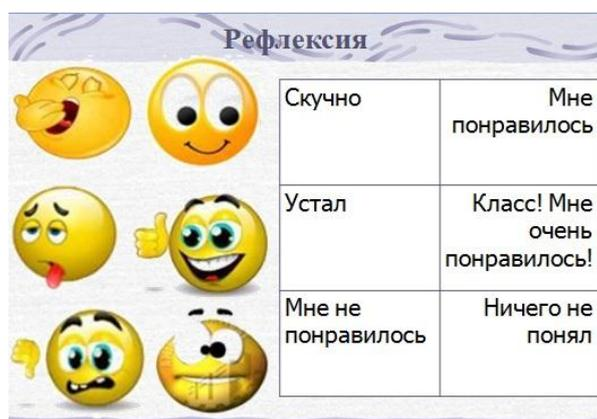 Рефлексия
Скучно
Мне
понравилось
Устал
Класс! Мне
очень
понравилось!
Мне не
понравилось
Ничего не
понял